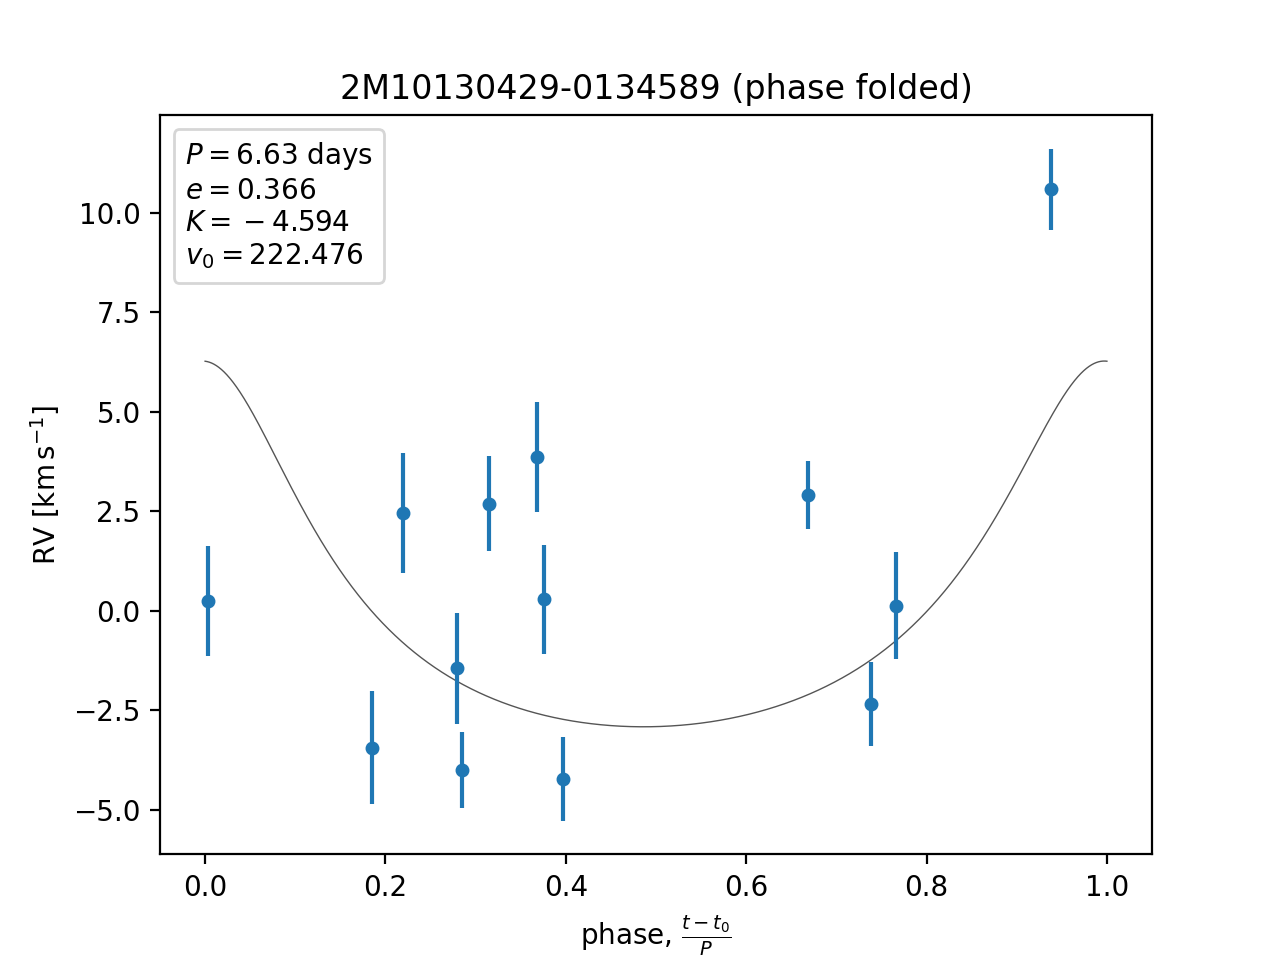 2M10130429-0134589 (phase folded)
P = 6.63 days
e = 0.366
K = −4.594
v₀ = 222.476
10.0
7.5
5.0
2.5
0.0
−2.5
−5.0
RV [km s⁻¹]
0.0 0.2 0.4 0.6 0.8 1.0
phase, (t − t₀)/P